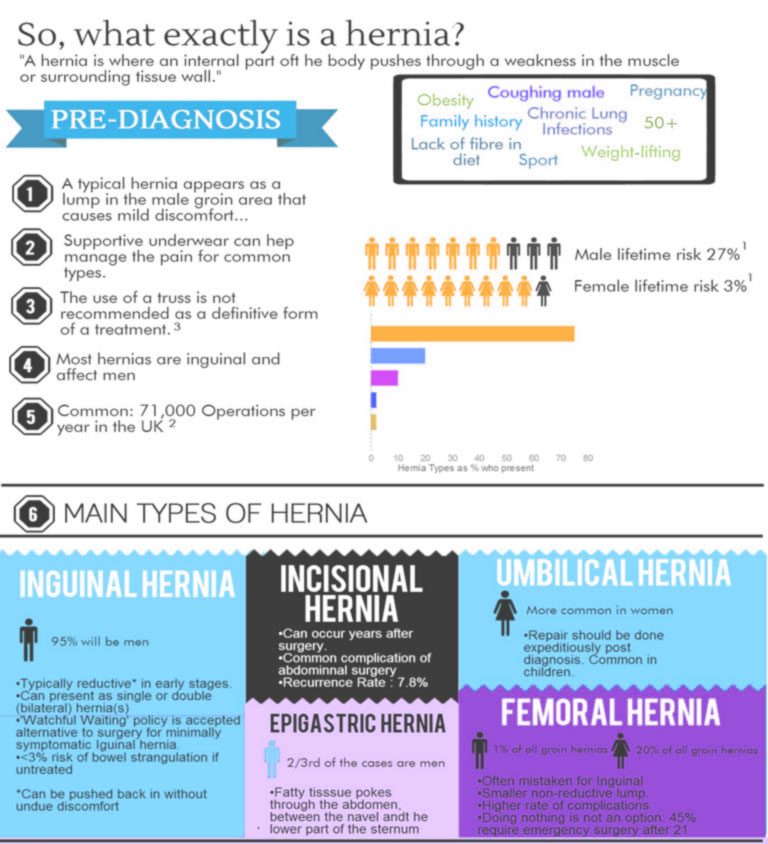 So, what exactly is a hernia?
"A hernia is where an internal part oft he body pushes through a weakness in the muscle
or surrounding tissue wall."
PRE-DIAGNOSIS
Obesity
Coughing male
Pregnancy
Family history
Chronic Lung
Infections
50+
Lack of fibre in
diet
Sport
Weight-lifting
1
A typical hernia appears as a
lump in the male groin area that
causes mild discomfort...
2
Supportive underwear can hep
manage the pain for common
types.
3
The use of a truss is not
recommended as a definitive form
of a treatment. 3
4
Most hernias are inguinal and
affect men
5
Common: 71,000 Operations per
year in the UK 2
Male lifetime risk 27% 1
Female lifetime risk 3% 1
0 10 20 30 40 50 60 70 80
Hernia Types as % who present
6 MAIN TYPES OF HERNIA
INGUINAL HERNIA
95% will be men
•Typically reductive* in early stages.
•Can present as single or double
(bilateral) hernia(s)
•'Watchful Waiting' policy is accepted
alternative to surgery for minimally
symptomatic Iguinal hernia.
•<3% risk of bowel strangulation if
untreated
*Can be pushed back in without
undue discomfort
INCISIONAL
HERNIA
•Can occur years after
surgery.
•Common complication of
abdominnal surgery
•Recurrence Rate : 7.8%
UMBILICAL HERNIA
More common in women
•Repair should be done
expeditiously post
diagnosis. Common in
children.
EPIGASTRIC HERNIA
2/3rd of the cases are men
•Fatty tisssue pokes
through the abdomen,
between the navel andt he
lower part of the sternum
FEMORAL HERNIA
1% of all groin hernias
20% of all groin hernias
•Often mistaken for Inguinal
•Smaller non-reductive lump.
•Higher rate of complications
•Doing nothing is not an option: 45%
require emergency surgery after 21